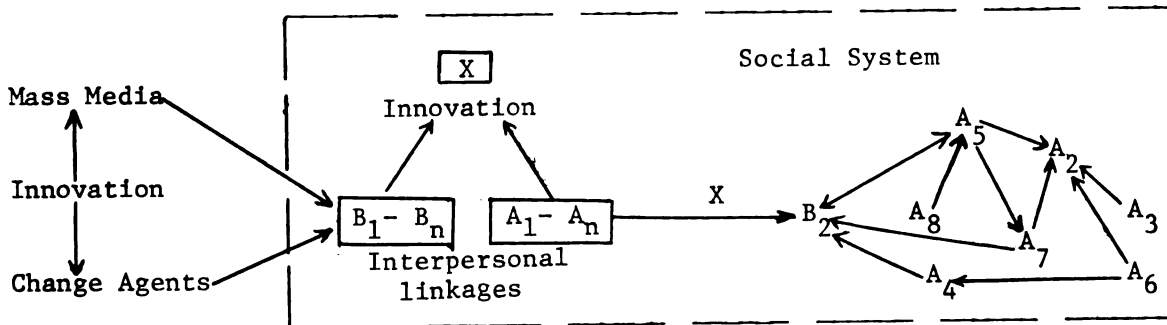 Social System
X
Mass Media
Innovation
A5
A2
Innovation
B1 - Bn
A1 - An
X
B2
A8
A3
A7
Interpersonal
linkages
Change Agents
A4
A6